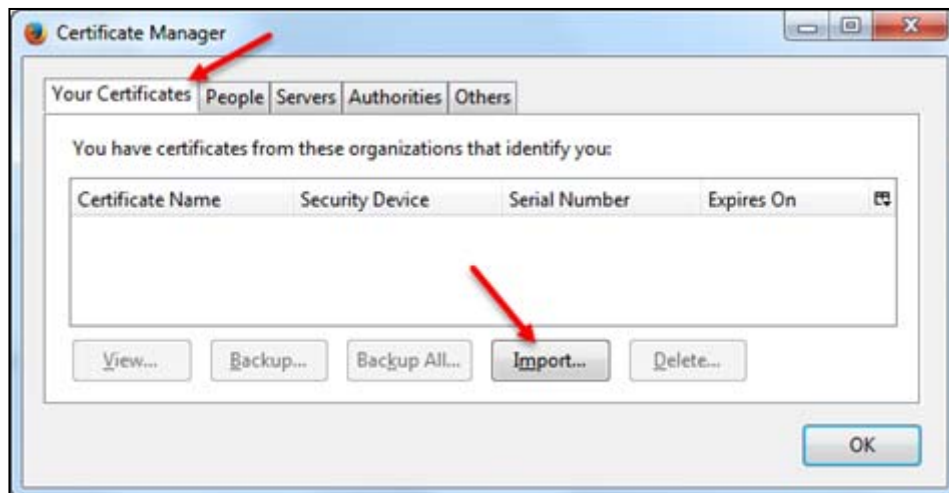 Certificate Manager
Your Certificates People Servers Authorities Others
You have certificates from these organizations that identify you:
Certificate Name Security Device Serial Number Expires On
View... Backup... Backup All... Import... Delete...
OK